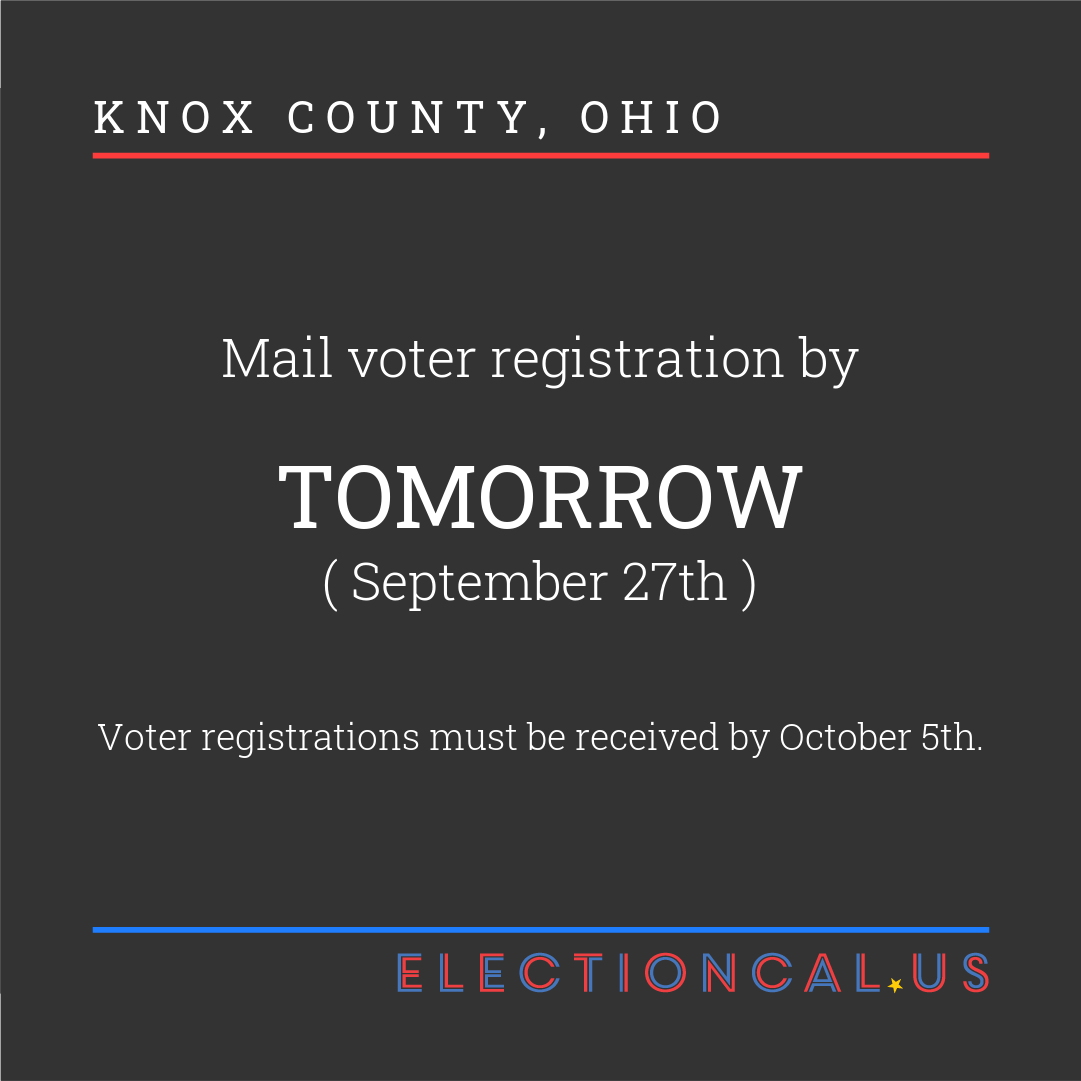 KNOX COUNTY, OHIO
Mail voter registration by
TOMORROW
( September 27th )
Voter registrations must be received by October 5th.
ELECTIONCAL.US